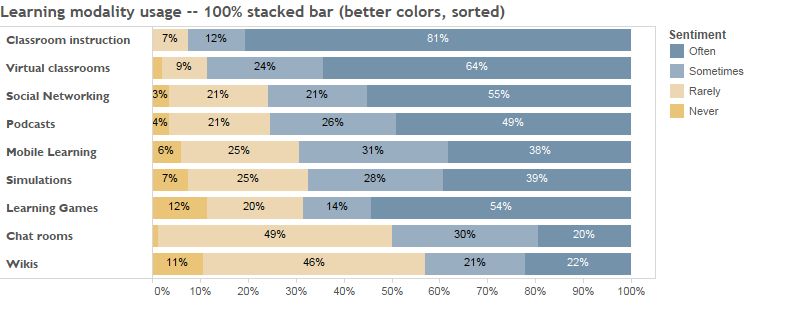 Learning modality usage -- 100% stacked bar (better colors, sorted)
Sentiment
Often
Sometimes
Rarely
Never
Classroom instruction 7% 12% 81%
Virtual classrooms 9% 24% 64%
Social Networking 3% 21% 21% 55%
Podcasts 4% 21% 26% 49%
Mobile Learning 6% 25% 31% 38%
Simulations 7% 25% 28% 39%
Learning Games 12% 20% 14% 54%
Chat rooms 49% 30% 20%
Wikis 11% 46% 21% 22%
0% 10% 20% 30% 40% 50% 60% 70% 80% 90% 100%